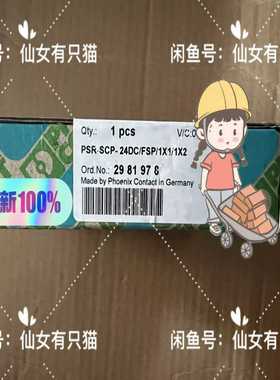 仙女有只猫
闲鱼号：仙女有只猫
Qty.: 1 pcs
V/C:0
PSR-SCP- 24DC/FSP/1X1/1X2
Ord.No.: 29 81 97 8
Made by Phoenix Contact in Germany
新100%
仙女有只猫
闲鱼号：仙女有只猫